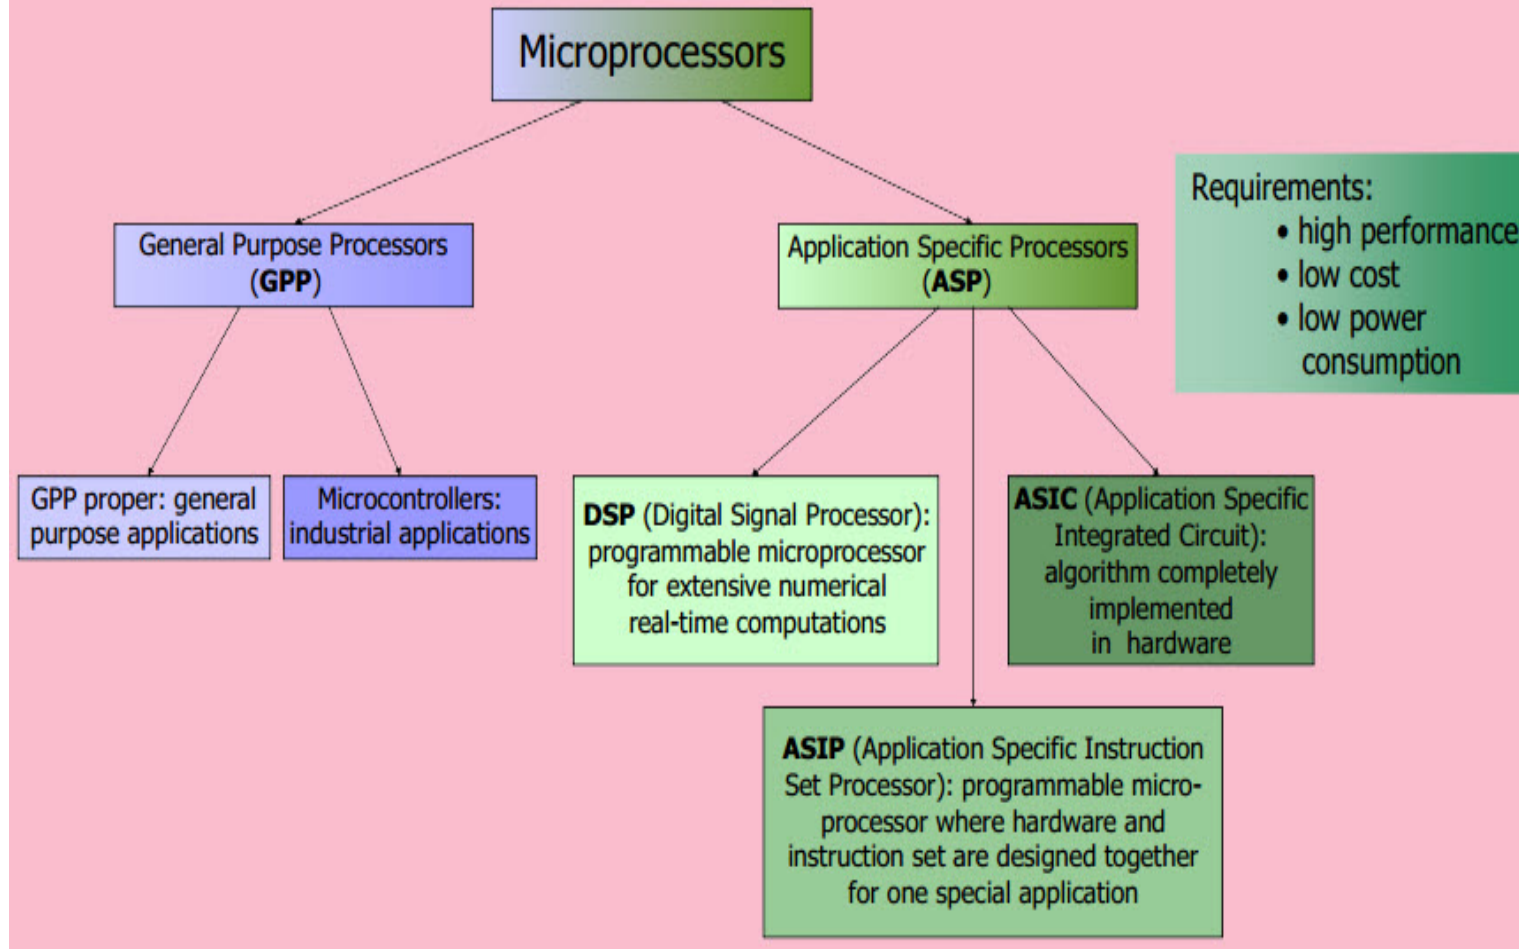 Microprocessors
General Purpose Processors
(GPP)
Application Specific Processors
(ASP)
Requirements:
• high performance
• low cost
• low power
consumption
GPP proper: general
purpose applications
Microcontrollers:
industrial applications
DSP (Digital Signal Processor):
programmable microprocessor
for extensive numerical
real-time computations
ASIC (Application Specific
Integrated Circuit):
algorithm completely
implemented
in hardware
ASIP (Application Specific Instruction
Set Processor): programmable micro-
processor where hardware and
instruction set are designed together
for one special application